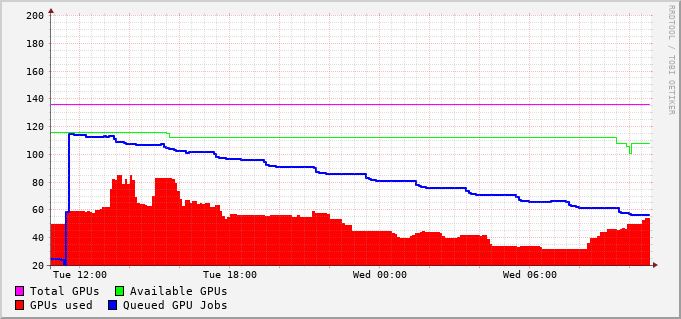 RRDTOOL / TOBI OETIKER
200
180
160
140
120
100
80
60
40
20
Tue 12:00 Tue 18:00 Wed 00:00 Wed 06:00
Total GPUs Available GPUs
GPUs used Queued GPU Jobs